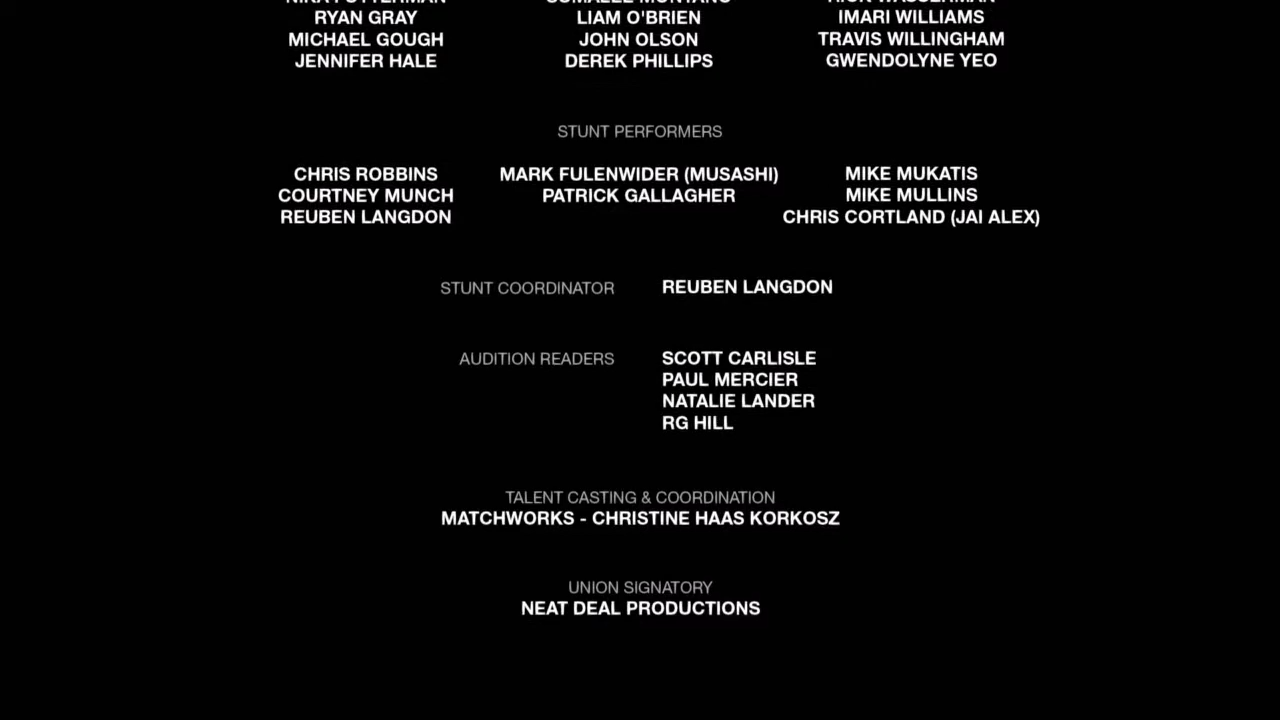 RYAN GRAY LIAM O'BRIEN IMARI WILLIAMS
MICHAEL GOUGH JOHN OLSON TRAVIS WILLINGHAM
JENNIFER HALE DEREK PHILLIPS GWENDOLYNE YEO
STUNT PERFORMERS
CHRIS ROBBINS MARK FULENWIDER (MUSASHI) MIKE MUKATIS
COURTNEY MUNCH PATRICK GALLAGHER MIKE MULLINS
REUBEN LANGDON CHRIS CORTLAND (JAI ALEX)
STUNT COORDINATOR REUBEN LANGDON
AUDITION READERS SCOTT CARLISLE
PAUL MERCIER
NATALIE LANDER
RG HILL
TALENT CASTING & COORDINATION
MATCHWORKS - CHRISTINE HAAS KORKOSZ
UNION SIGNATORY
NEAT DEAL PRODUCTIONS